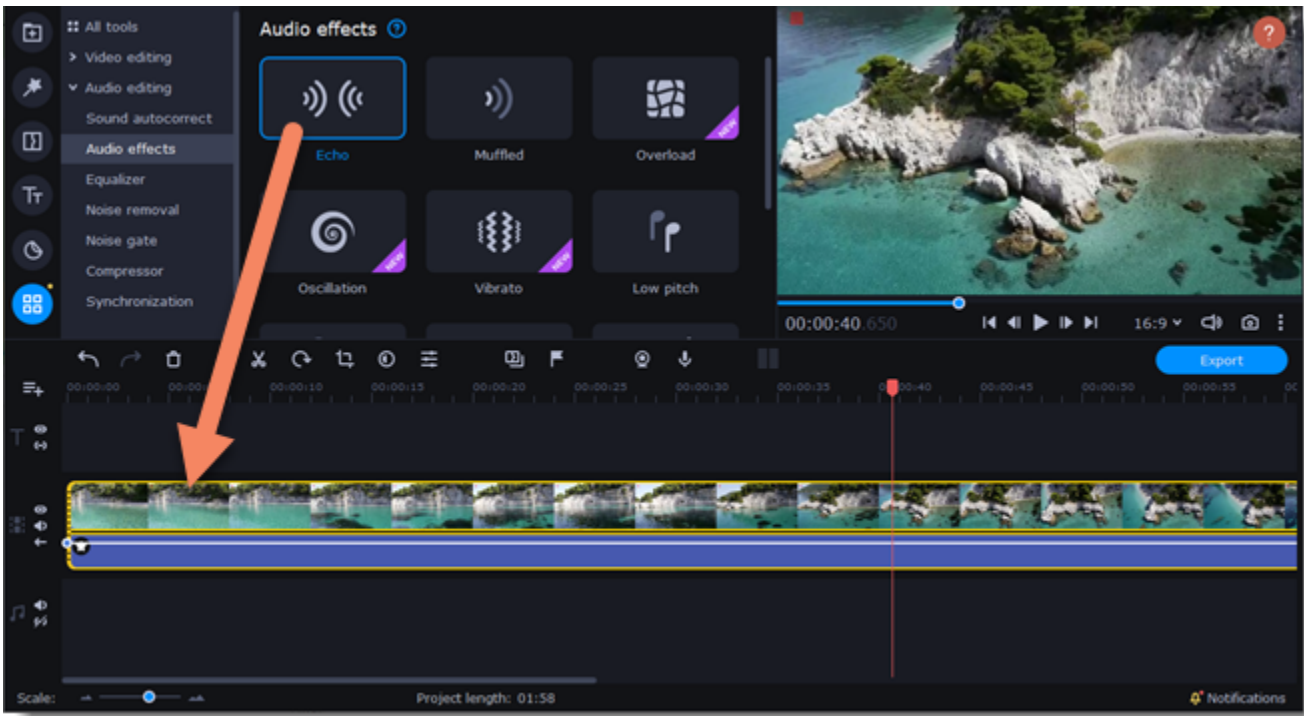 All tools
Video editing
Audio editing
Sound autocorrect
Audio effects
Equalizer
Noise removal
Noise gate
Compressor
Synchronization
Audio effects ?
Echo
Muffled
Overload
NEW
Oscillation
NEW
Vibrato
NEW
Low pitch
?
00:00:40.650
16:9
Export
00:00:00
00:00:10
00:00:15
00:00:20
00:00:25
00:00:30
00:00:35
00:00:45
00:00:50
00:00:55
Scale:
Project length: 01:58
Notifications